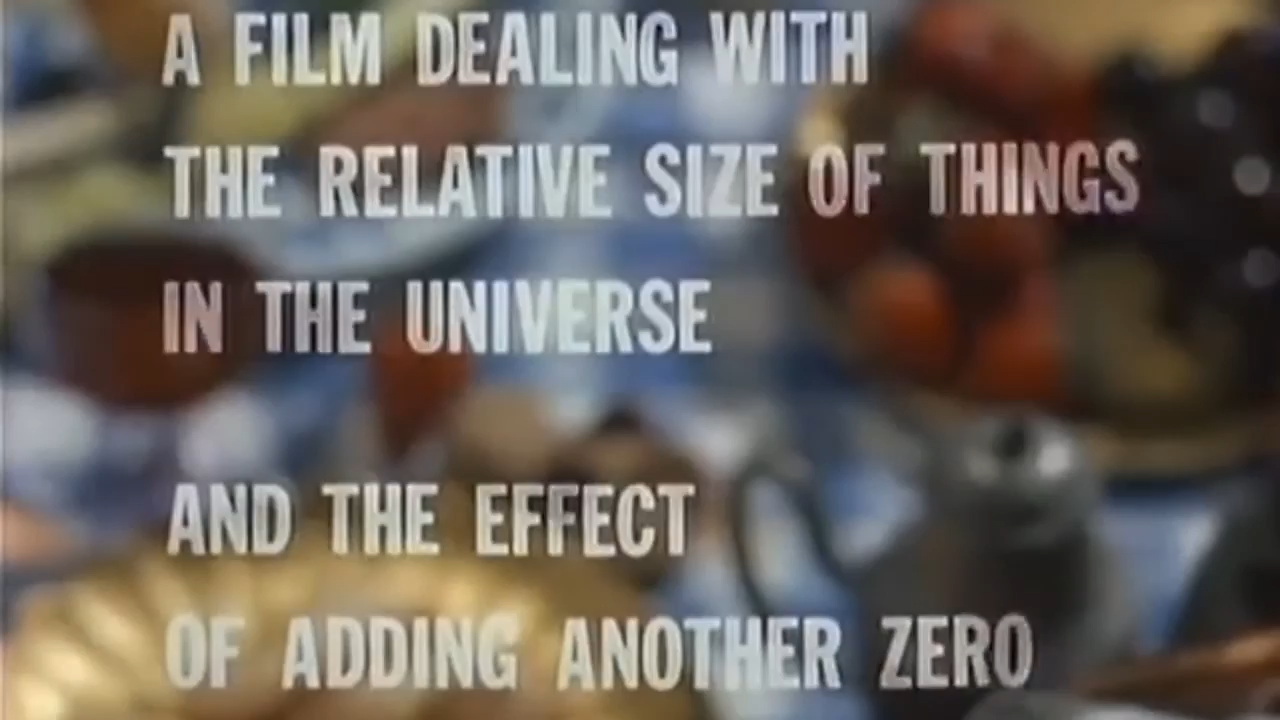 A FILM DEALING WITH
THE RELATIVE SIZE OF THINGS
IN THE UNIVERSE
AND THE EFFECT
OF ADDING ANOTHER ZERO